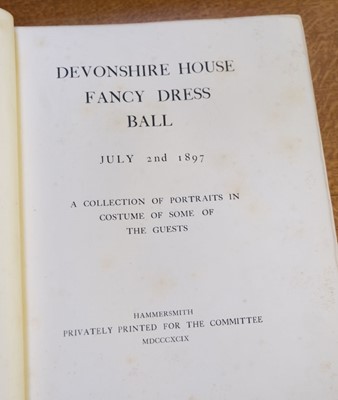 DEVONSHIRE HOUSE
FANCY DRESS
BALL
JULY 2nd 1897
A COLLECTION OF PORTRAITS IN
COSTUME OF SOME OF
THE GUESTS
HAMMERSMITH
PRIVATELY PRINTED FOR THE COMMITTEE
MDCCCXCIX